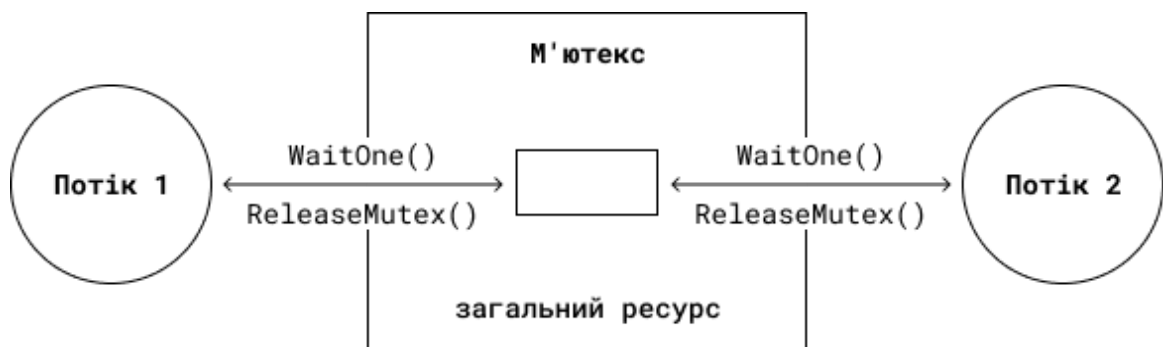 М'ютекс
WaitOne()
WaitOne()
Потік 1
Потік 2
ReleaseMutex()
ReleaseMutex()
загальний ресурс